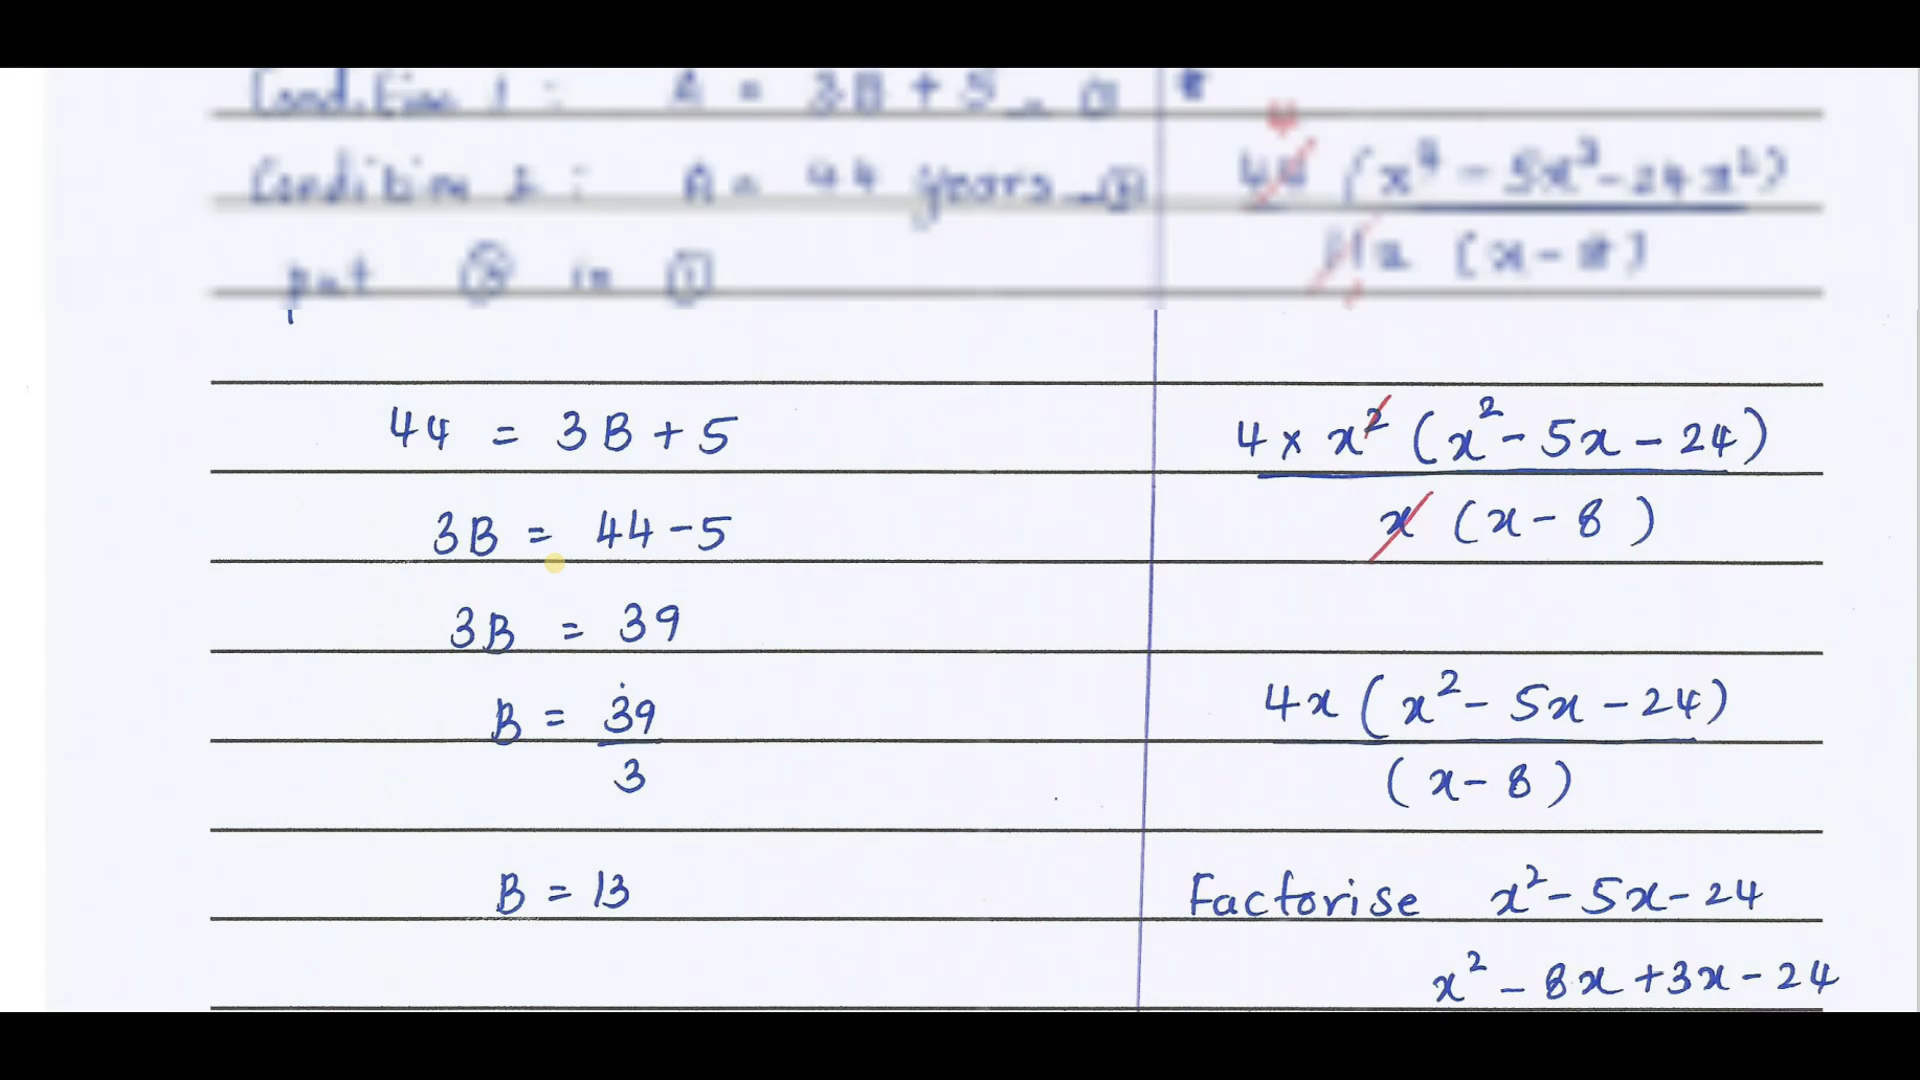 Condition 1 : A = 3B + 5 _ ①
Condition 2 : A = 44 years _ ②
put ② in ①
44 = 3B + 5
3B = 44 - 5
3B = 39
B = 39
3
B = 13
44 (x⁴ - 5x³ - 24x²)
(x - 8)
4 × x² (x² - 5x - 24)
x (x - 8)
4x (x² - 5x - 24)
(x - 8)
Factorise x² - 5x - 24
x² - 8x + 3x - 24